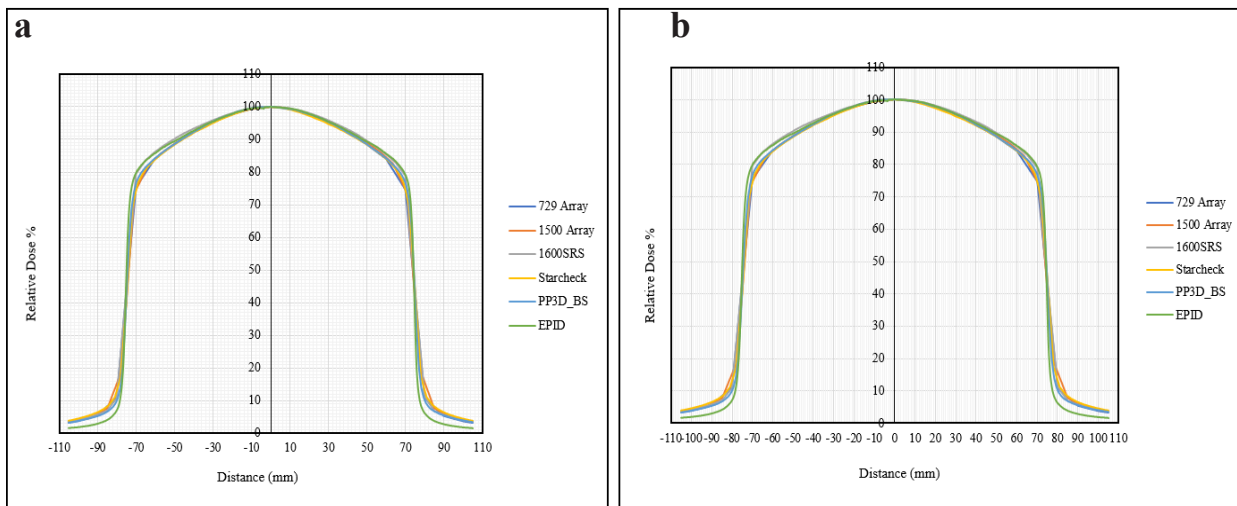 a
110
100
90
80
70
60
50
40
30
20
10
0
-110 -90 -70 -50 -30 -10 10 30 50 70 90 110
Relative Dose %
Distance (mm)
729 Array
1500 Array
1600SRS
Starcheck
PP3D_BS
EPID
b
110
100
90
80
70
60
50
40
30
20
10
0
-110 -100 -90 -80 -70 -60 -50 -40 -30 -20 -10 0 10 20 30 40 50 60 70 80 90 100 110
Relative Dose %
Distance (mm)
729 Array
1500 Array
1600SRS
Starcheck
PP3D_BS
EPID